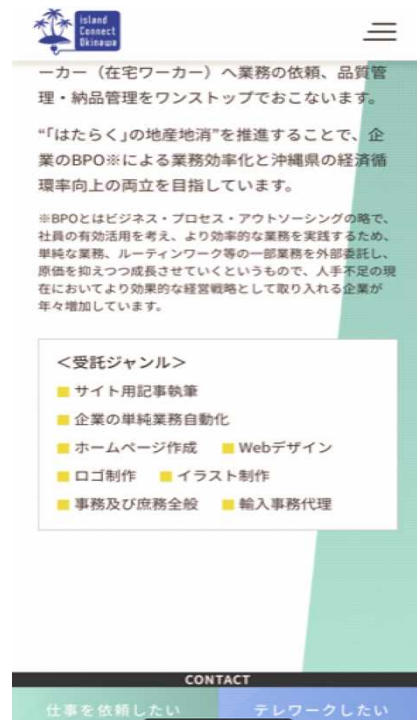 island
Connect
Okinawa
ーカー（在宅ワーカー）へ業務の依頼、品質管
理・納品管理をワンストップでおこないます。
“「はたらく」の地産地消”を推進することで、企
業のBPO※による業務効率化と沖縄県の経済循
環率向上の両立を目指しています。
※BPOとはビジネス・プロセス・アウトソーシングの略で、
社員の有効活用を考え、より効率的な業務を実践するため、
単純な業務、ルーティンワーク等の一部業務を外部委託し、
原価を抑えつつ成長させていくというもので、人手不足の現
在においてより効果的な経営戦略として取り入れる企業が
年々増加しています。
＜受託ジャンル＞
サイト用記事執筆
企業の単純業務自動化
ホームページ作成 Webデザイン
ロゴ制作 イラスト制作
事務及び庶務全般 輸入事務代理
CONTACT
仕事を依頼したい テレワークしたい